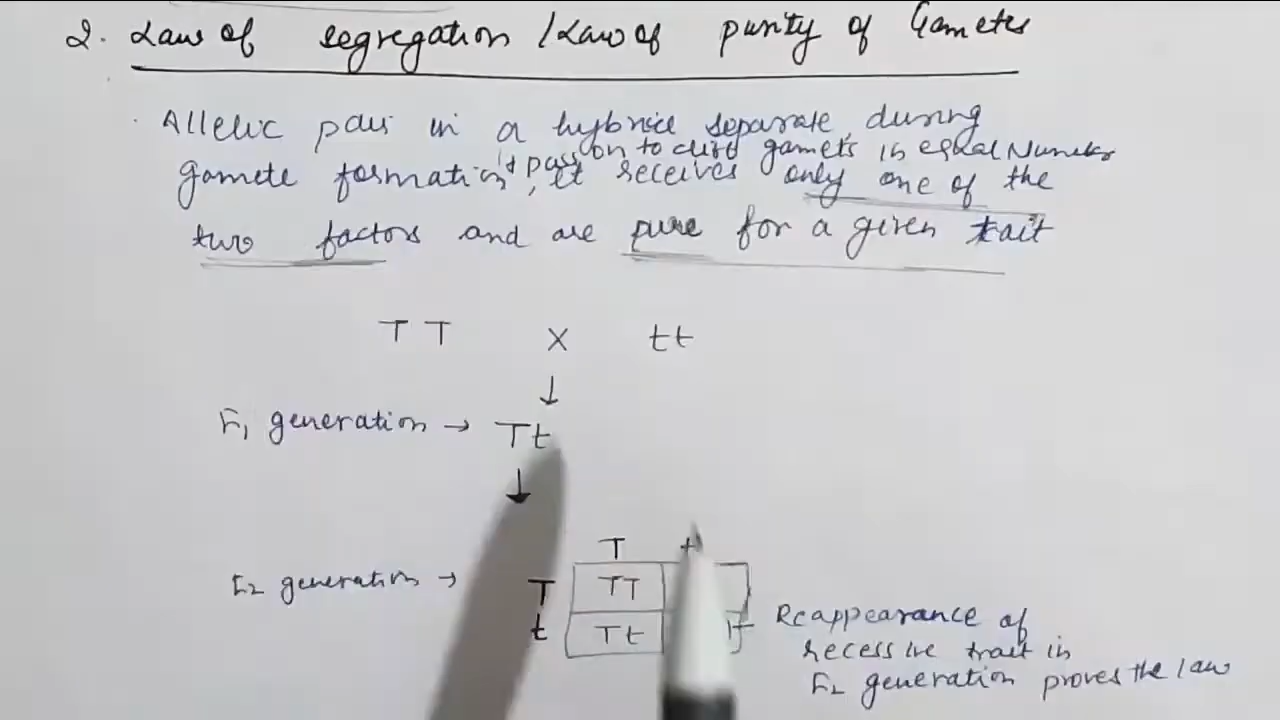 2. Law of segregation / Law of purity of Gametes
Allelic pair in a hybrid separate during
on to diff gamets in equal Number
gamete formation & pass, it receives only one of the
two factors and are pure for a given trait
T T X tt
↓
F1 generation → Tt
↓
T t
F2 generation → T TT
t Tt
Reappearance of
recessive trait in
F2 generation proves the law